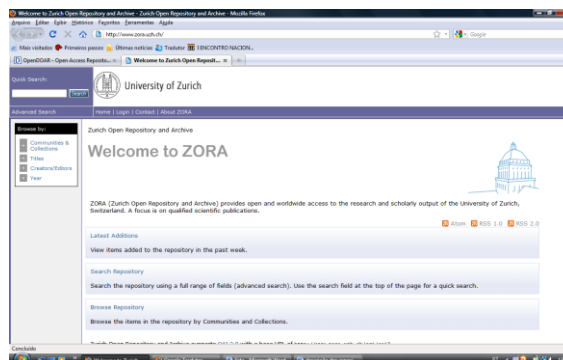 Welcome to Zurich Open Repository and Archive - Zurich Open Repository and Archive - Mozilla Firefox
Arquivo Editar Exibir Histórico Favoritos Ferramentas Ajuda
http://www.zora.uzh.ch/
Google
Mais visitados Primeiros passos Últimas notícias Tradutor I ENCONTRO NACION...
OpenDOAR - Open Access Reposito... Welcome to Zurich Open Reposit...
Quick Search:
Search
University of Zurich
Advanced Search
Home | Login | Contact | About ZORA
Browse by:
Communities & Collections
Titles
Creators/Editors
Year
Zurich Open Repository and Archive
Welcome to ZORA
ZORA (Zurich Open Repository and Archive) provides open and worldwide access to the research and scholarly output of the University of Zurich,
Switzerland. A focus is on qualified scientific publications.
Atom RSS 1.0 RSS 2.0
Latest Additions
View items added to the repository in the past week.
Search Repository
Search the repository using a full range of fields (advanced search). Use the search field at the top of the page for a quick search.
Browse Repository
Browse the items in the repository by Communities and Collections.
Concluído